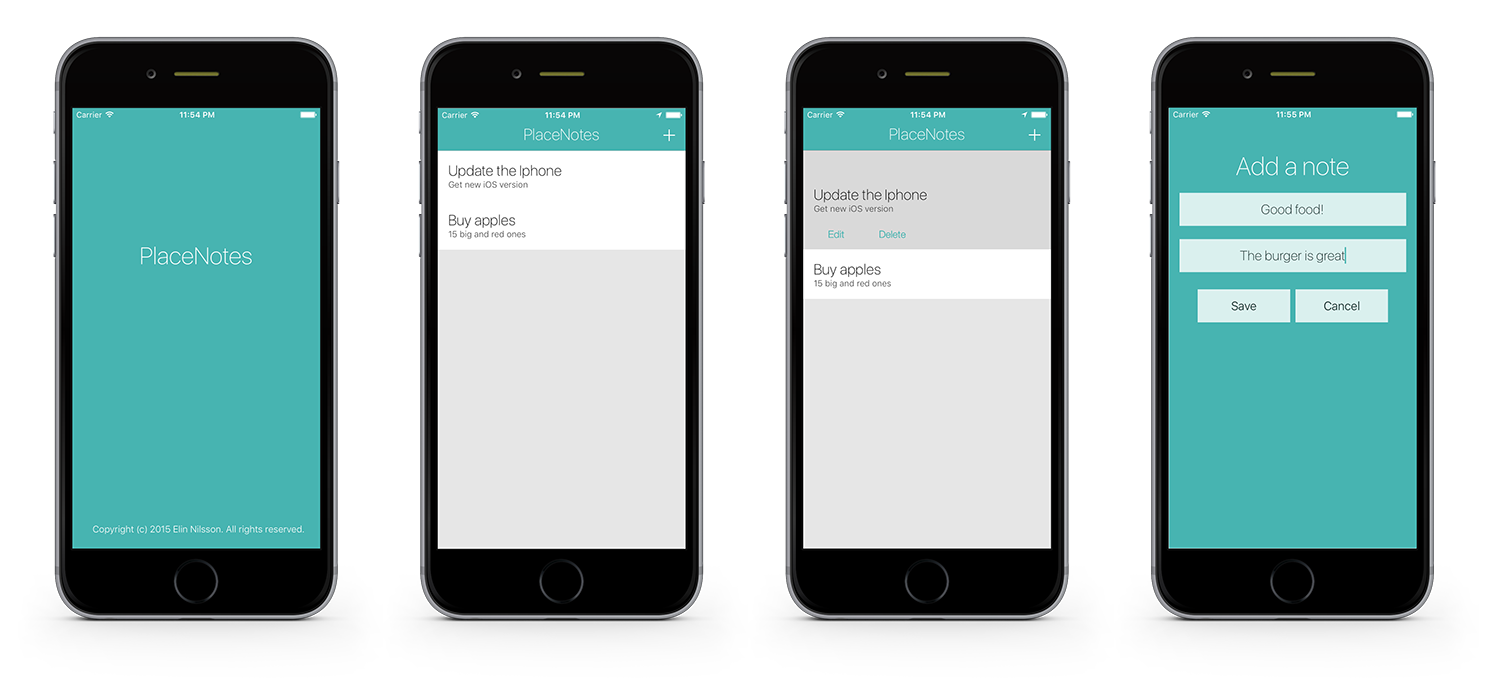 Carrier 11:54 PM
PlaceNotes
Copyright (c) 2015 Elin Nilsson. All rights reserved.
Carrier 11:54 PM
PlaceNotes +
Update the Iphone
Get new iOS version
Buy apples
15 big and red ones
Carrier 11:54 PM
PlaceNotes +
Update the Iphone
Get new iOS version
Edit Delete
Buy apples
15 big and red ones
Carrier 11:55 PM
Add a note
Good food!
The burger is great
Save Cancel